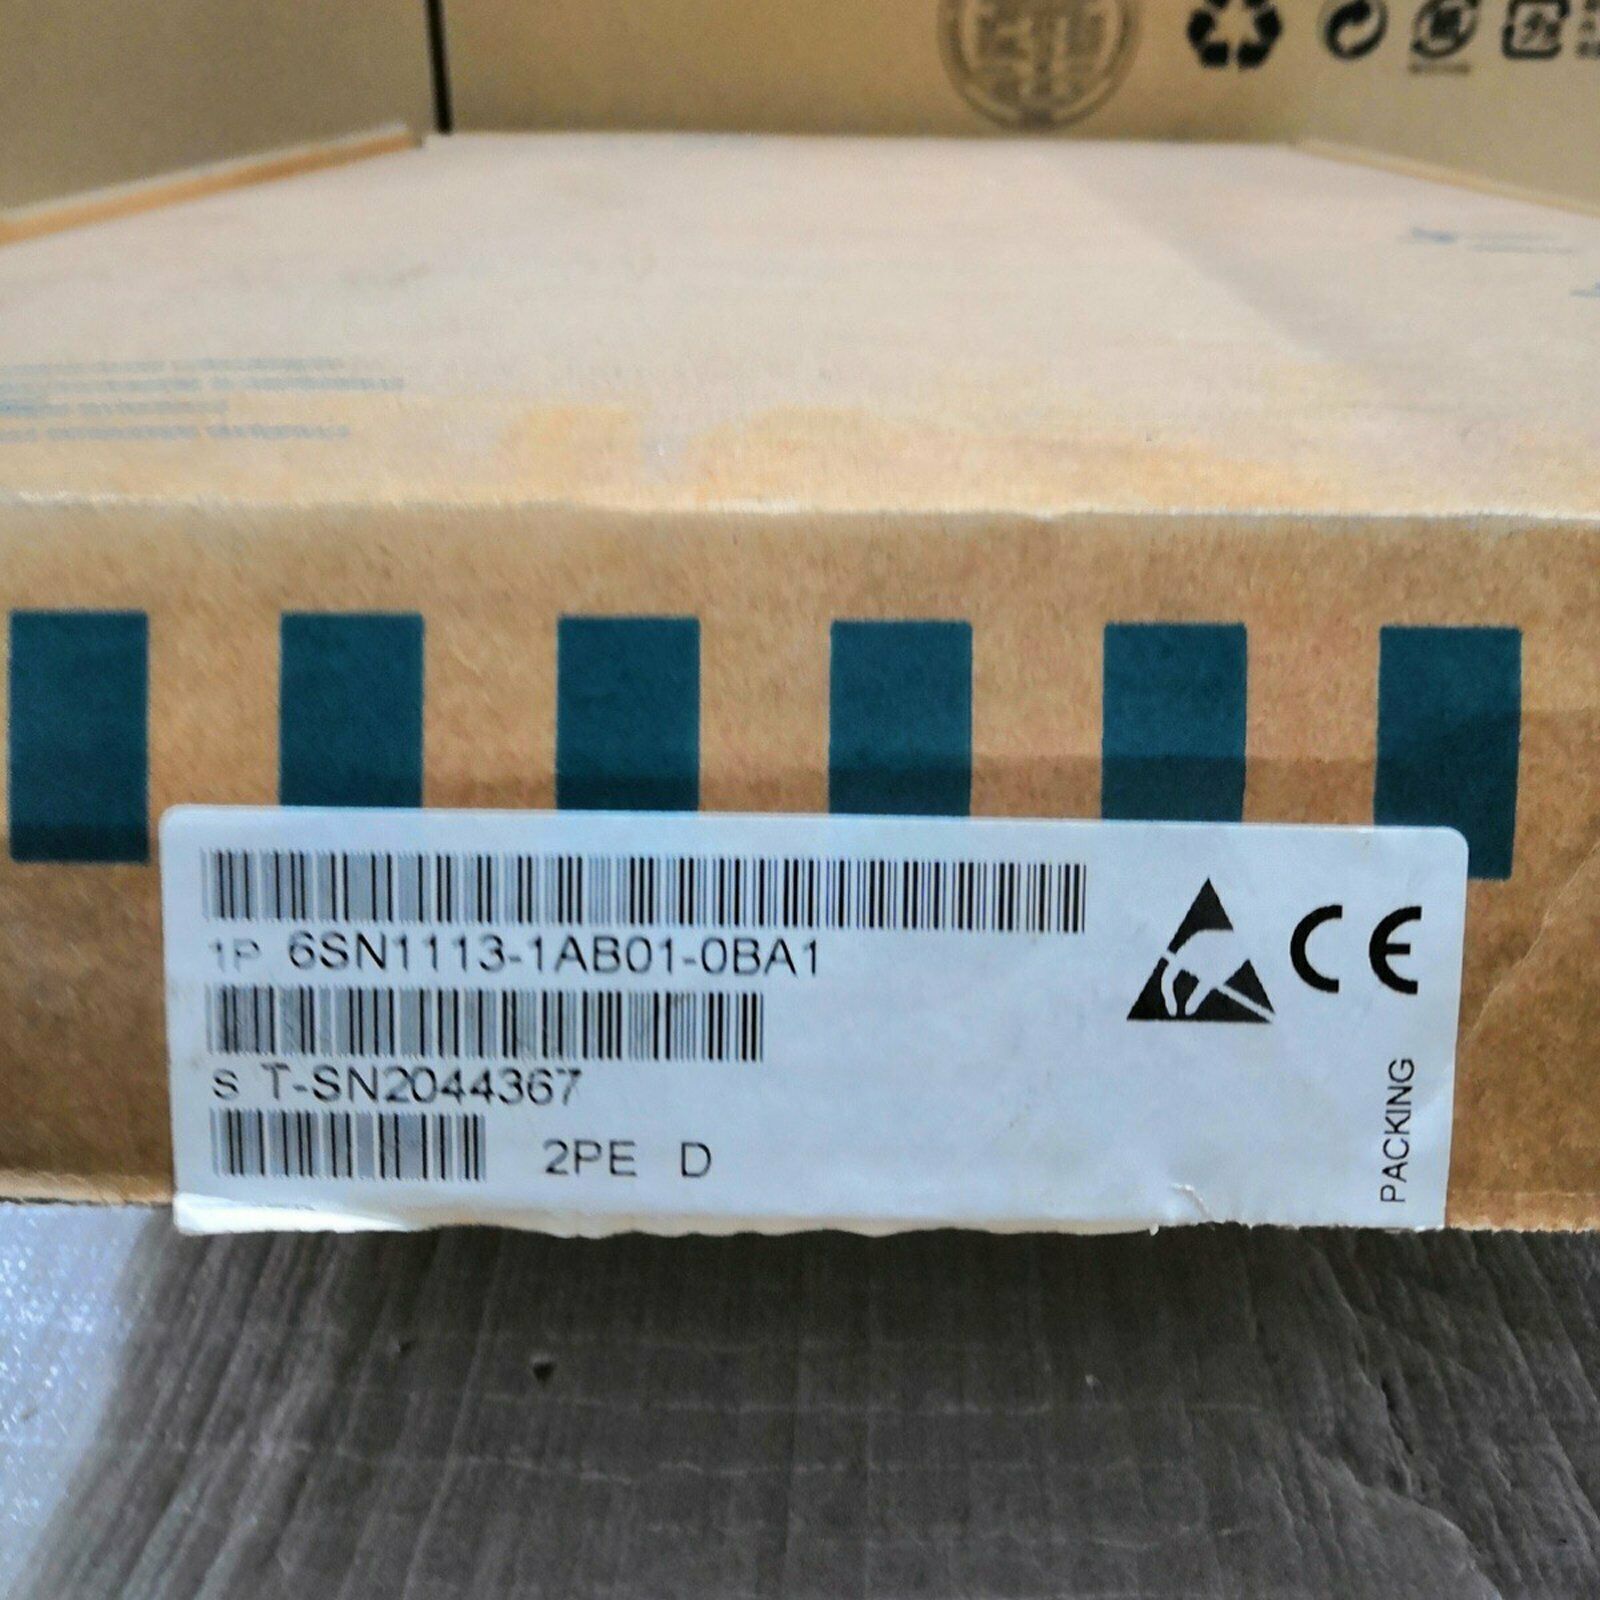 1P 6SN1113-1AB01-0BA1
S T-SN2044367
2PE D
CE
PACKING